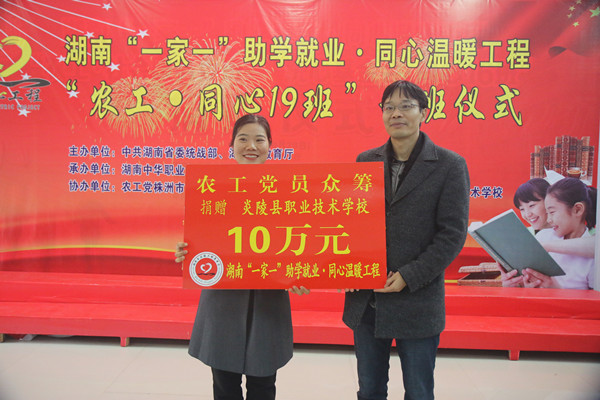 湖南“一家一”助学就业·同心温暖工程
“农工·同心19班”班仪式
主办单位：中共湖南省委统战部、教育厅
承办单位：湖南中华职业
协办单位：农工党株洲市 术学校
工程
农工党员众筹
捐赠 炎陵县职业技术学校
10万元
湖南“一家一”助学就业·同心温暖工程